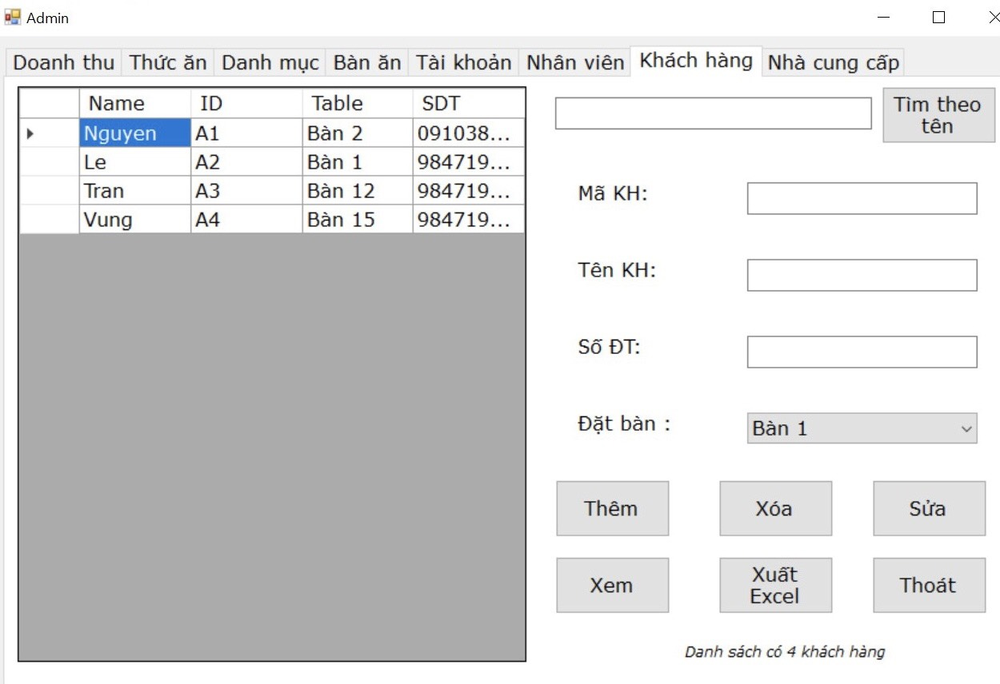 Admin
Doanh thu Thức ăn Danh mục Bàn ăn Tài khoản Nhân viên Khách hàng Nhà cung cấp
Name ID Table SDT
Nguyen A1 Bàn 2 091038...
Le A2 Bàn 1 984719...
Tran A3 Bàn 12 984719...
Vung A4 Bàn 15 984719...
Tìm theo
tên
Mã KH:
Tên KH:
Số ĐT:
Đặt bàn :
Bàn 1
Thêm Xóa Sửa
Xem
Xuất
Excel
Thoát
Danh sách có 4 khách hàng